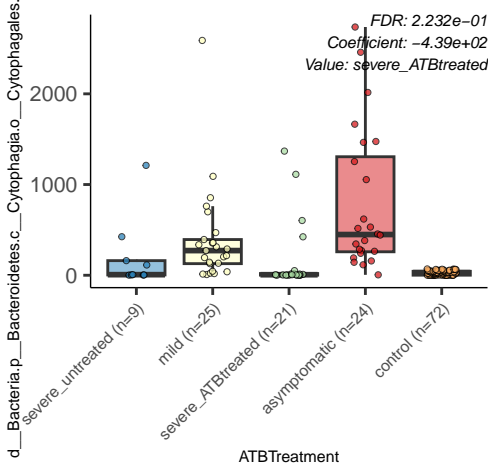 FDR: 2.232e−01
Coefficient: −4.39e+02
Value: severe_ATBtreated
d__Bacteria.p__Bacteroidetes.c__Cytophagia.o__Cytophagales.
2000
1000
0
severe_untreated (n=9)
mild (n=25)
severe_ATBtreated (n=21)
asymptomatic (n=24)
control (n=72)
ATBTreatment